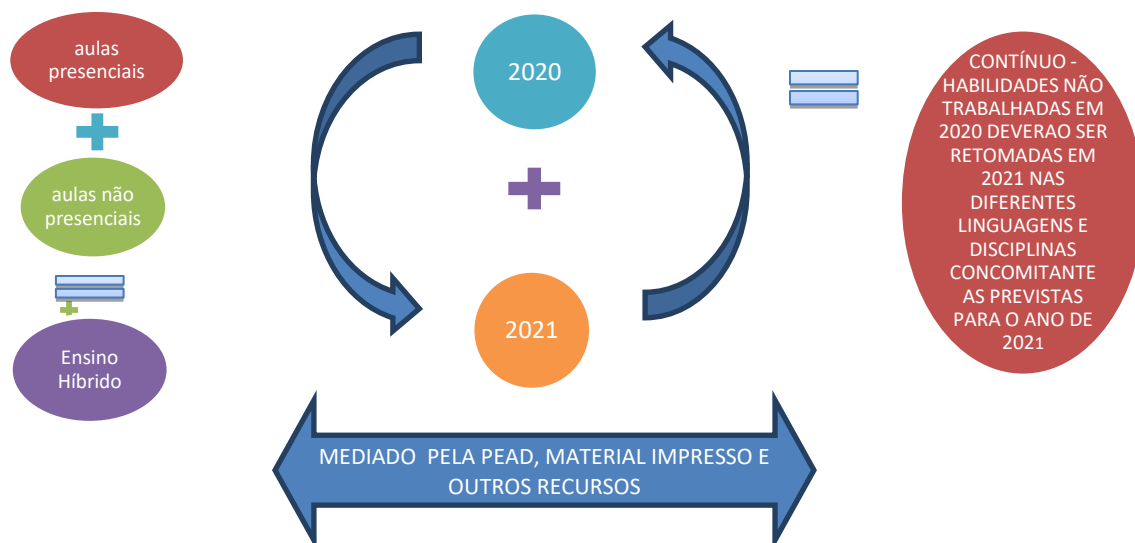 aulas
presenciais
aulas não
presenciais
Ensino
Híbrido
2020
2021
MEDIADO PELA PEAD, MATERIAL IMPRESSO E
OUTROS RECURSOS
CONTÍNUO -
HABILIDADES NÃO
TRABALHADAS EM
2020 DEVERAO SER
RETOMADAS EM
2021 NAS
DIFERENTES
LINGUAGENS E
DISCIPLINAS
CONCOMITANTE
AS PREVISTAS
PARA O ANO DE
2021